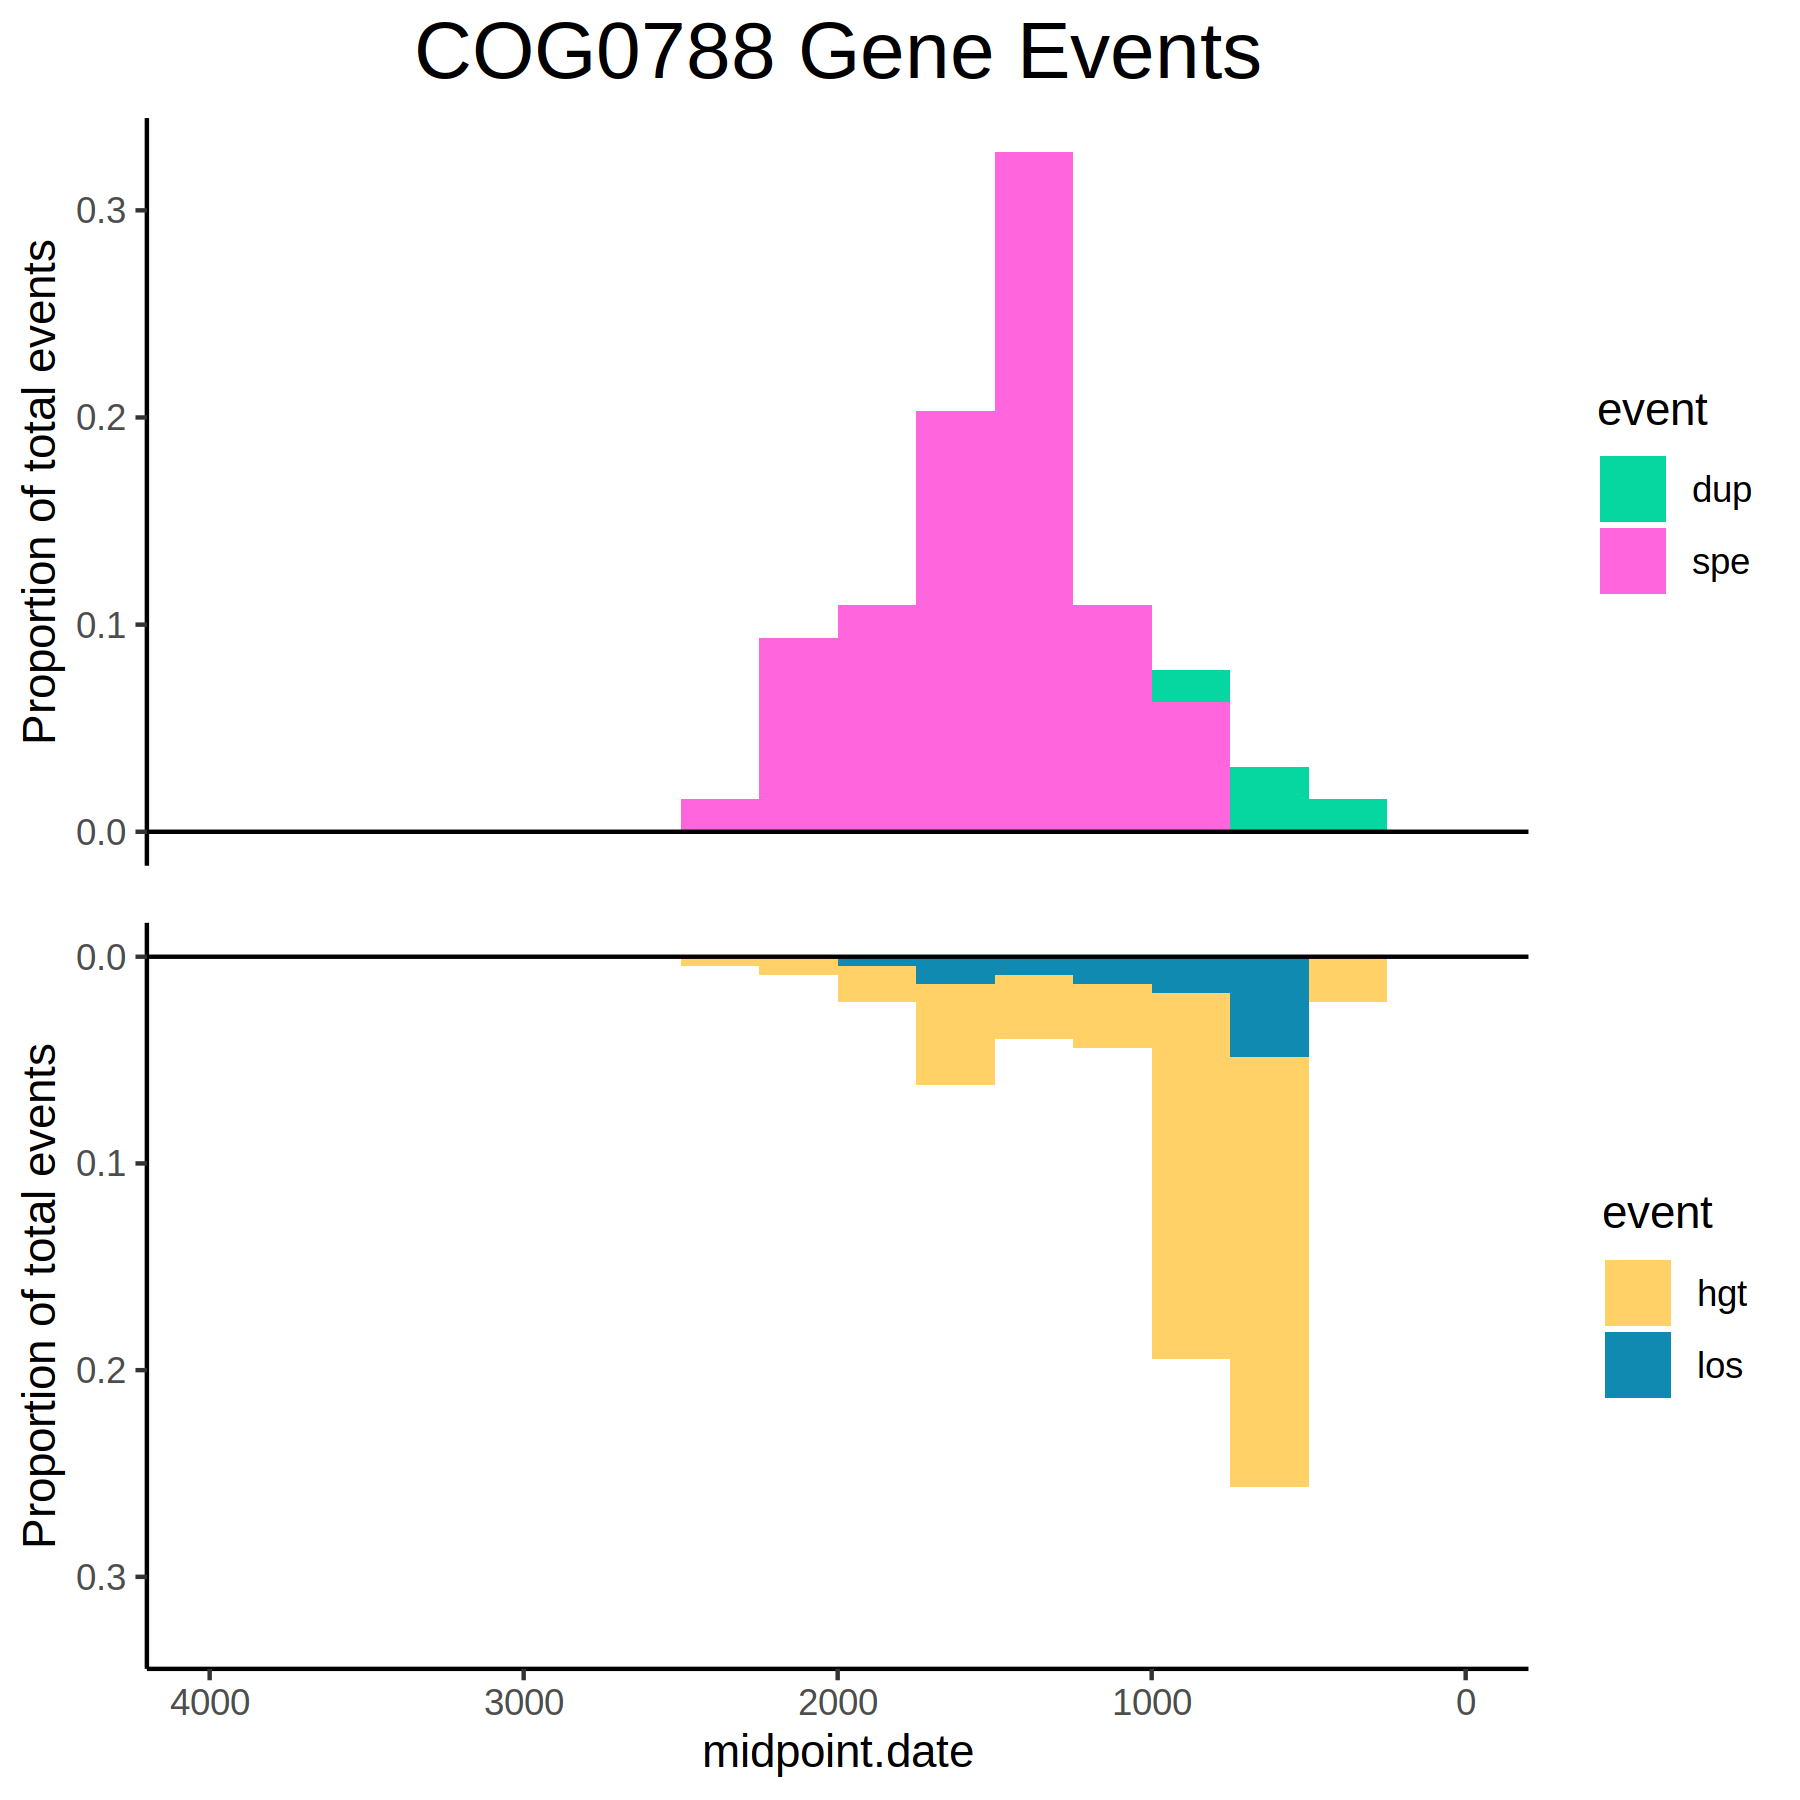 COG0788 Gene Events
Proportion of total events
0.3
0.2
0.1
0.0
event
dup
spe
Proportion of total events
0.0
0.1
0.2
0.3
event
hgt
los
4000 3000 2000 1000 0
midpoint.date